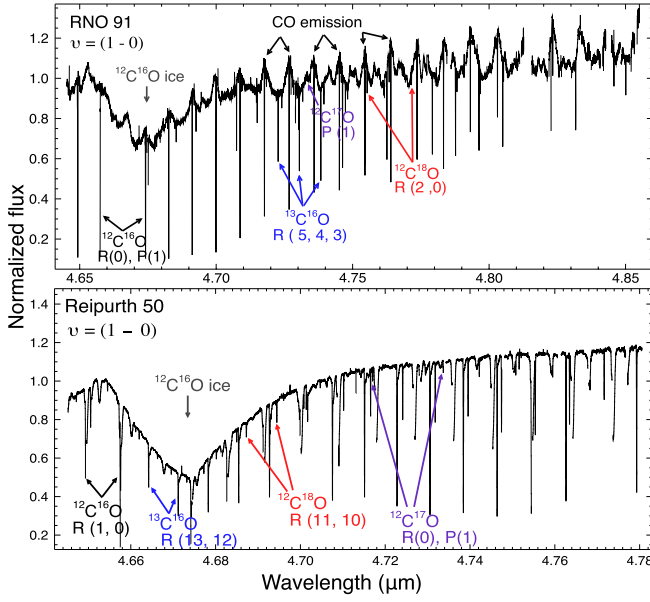 RNO 91
υ = (1 - 0)
CO emission
¹²C¹⁶O ice
¹²C¹⁷O
P (1)
¹²C¹⁸O
R (2 ,0)
¹³C¹⁶O
R ( 5, 4, 3)
¹²C¹⁶O
R(0), P(1)
1.2
1.0
0.8
0.6
0.4
0.2
4.65
4.70
4.75
4.80
4.85
Normalized flux
Reipurth 50
υ = (1 − 0)
¹²C¹⁶O ice
¹²C¹⁶O
R (1, 0)
¹³C¹⁶O
R (13, 12)
¹²C¹⁸O
R (11, 10)
¹²C¹⁷O
R(0), P(1)
1.4
1.2
1.0
0.8
0.6
0.4
0.2
4.66
4.68
4.70
4.72
4.74
4.76
4.78
Wavelength (μm)